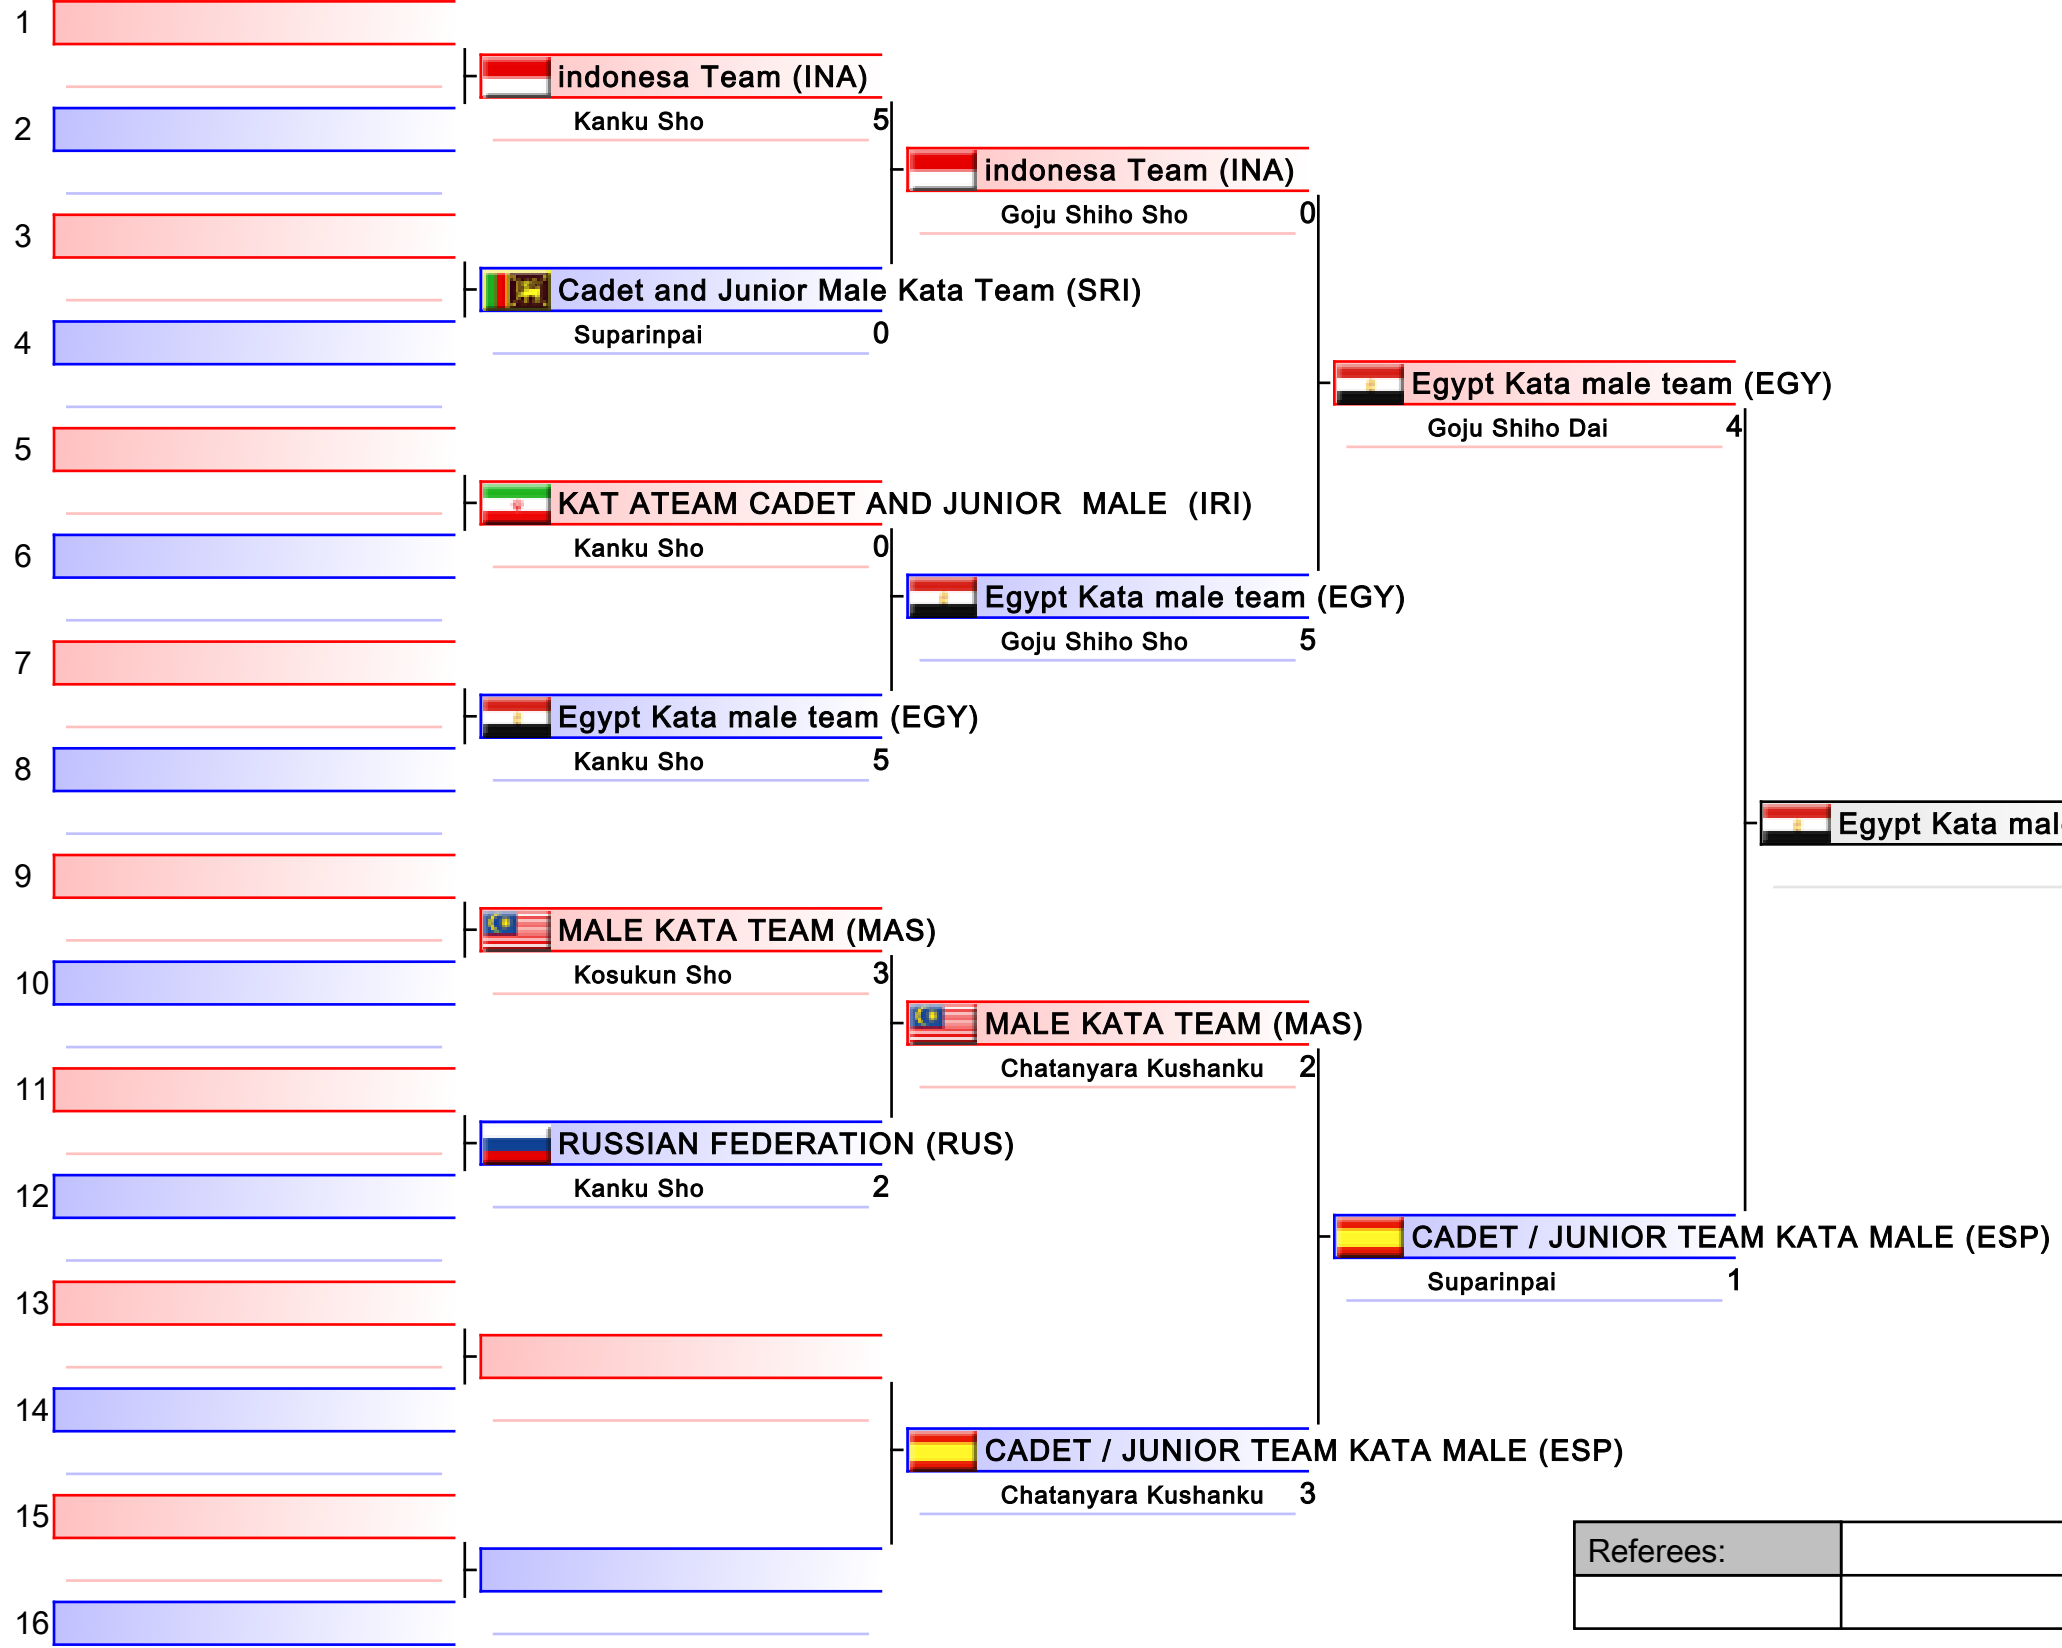 1
indonesa Team (INA)
2
Kanku Sho 5
indonesa Team (INA)
Goju Shiho Sho 0
3
Cadet and Junior Male Kata Team (SRI)
4
Suparinpai 0
Egypt Kata male team (EGY)
Goju Shiho Dai 4
5
KAT ATEAM CADET AND JUNIOR  MALE  (IRI)
6
Kanku Sho 0
Egypt Kata male team (EGY)
Goju Shiho Sho 5
7
Egypt Kata male team (EGY)
8
Kanku Sho 5
Egypt Kata mal
9
MALE KATA TEAM (MAS)
10
Kosukun Sho 3
MALE KATA TEAM (MAS)
Chatanyara Kushanku 2
11
RUSSIAN FEDERATION (RUS)
12
Kanku Sho 2
CADET / JUNIOR TEAM KATA MALE (ESP)
Suparinpai 1
13
14
CADET / JUNIOR TEAM KATA MALE (ESP)
Chatanyara Kushanku 3
15
Referees:
16